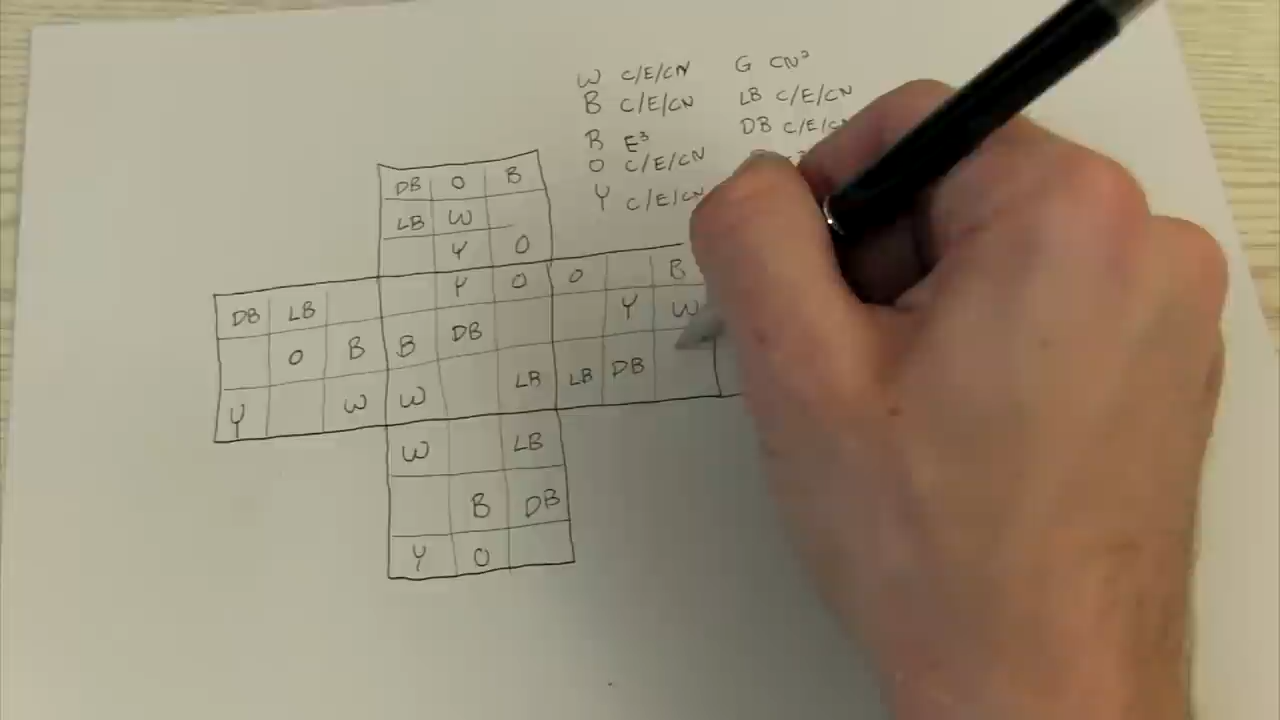 W C/E/CN G CN²
B C/E/CN LB C/E/CN
R E³ DB C/E/CN
O C/E/CN
Y C/E/CN
DB O B
LB W
Y O
DB LB Y O O B
O B B DB Y W
Y W W LB LB DB
W LB
B DB
Y O